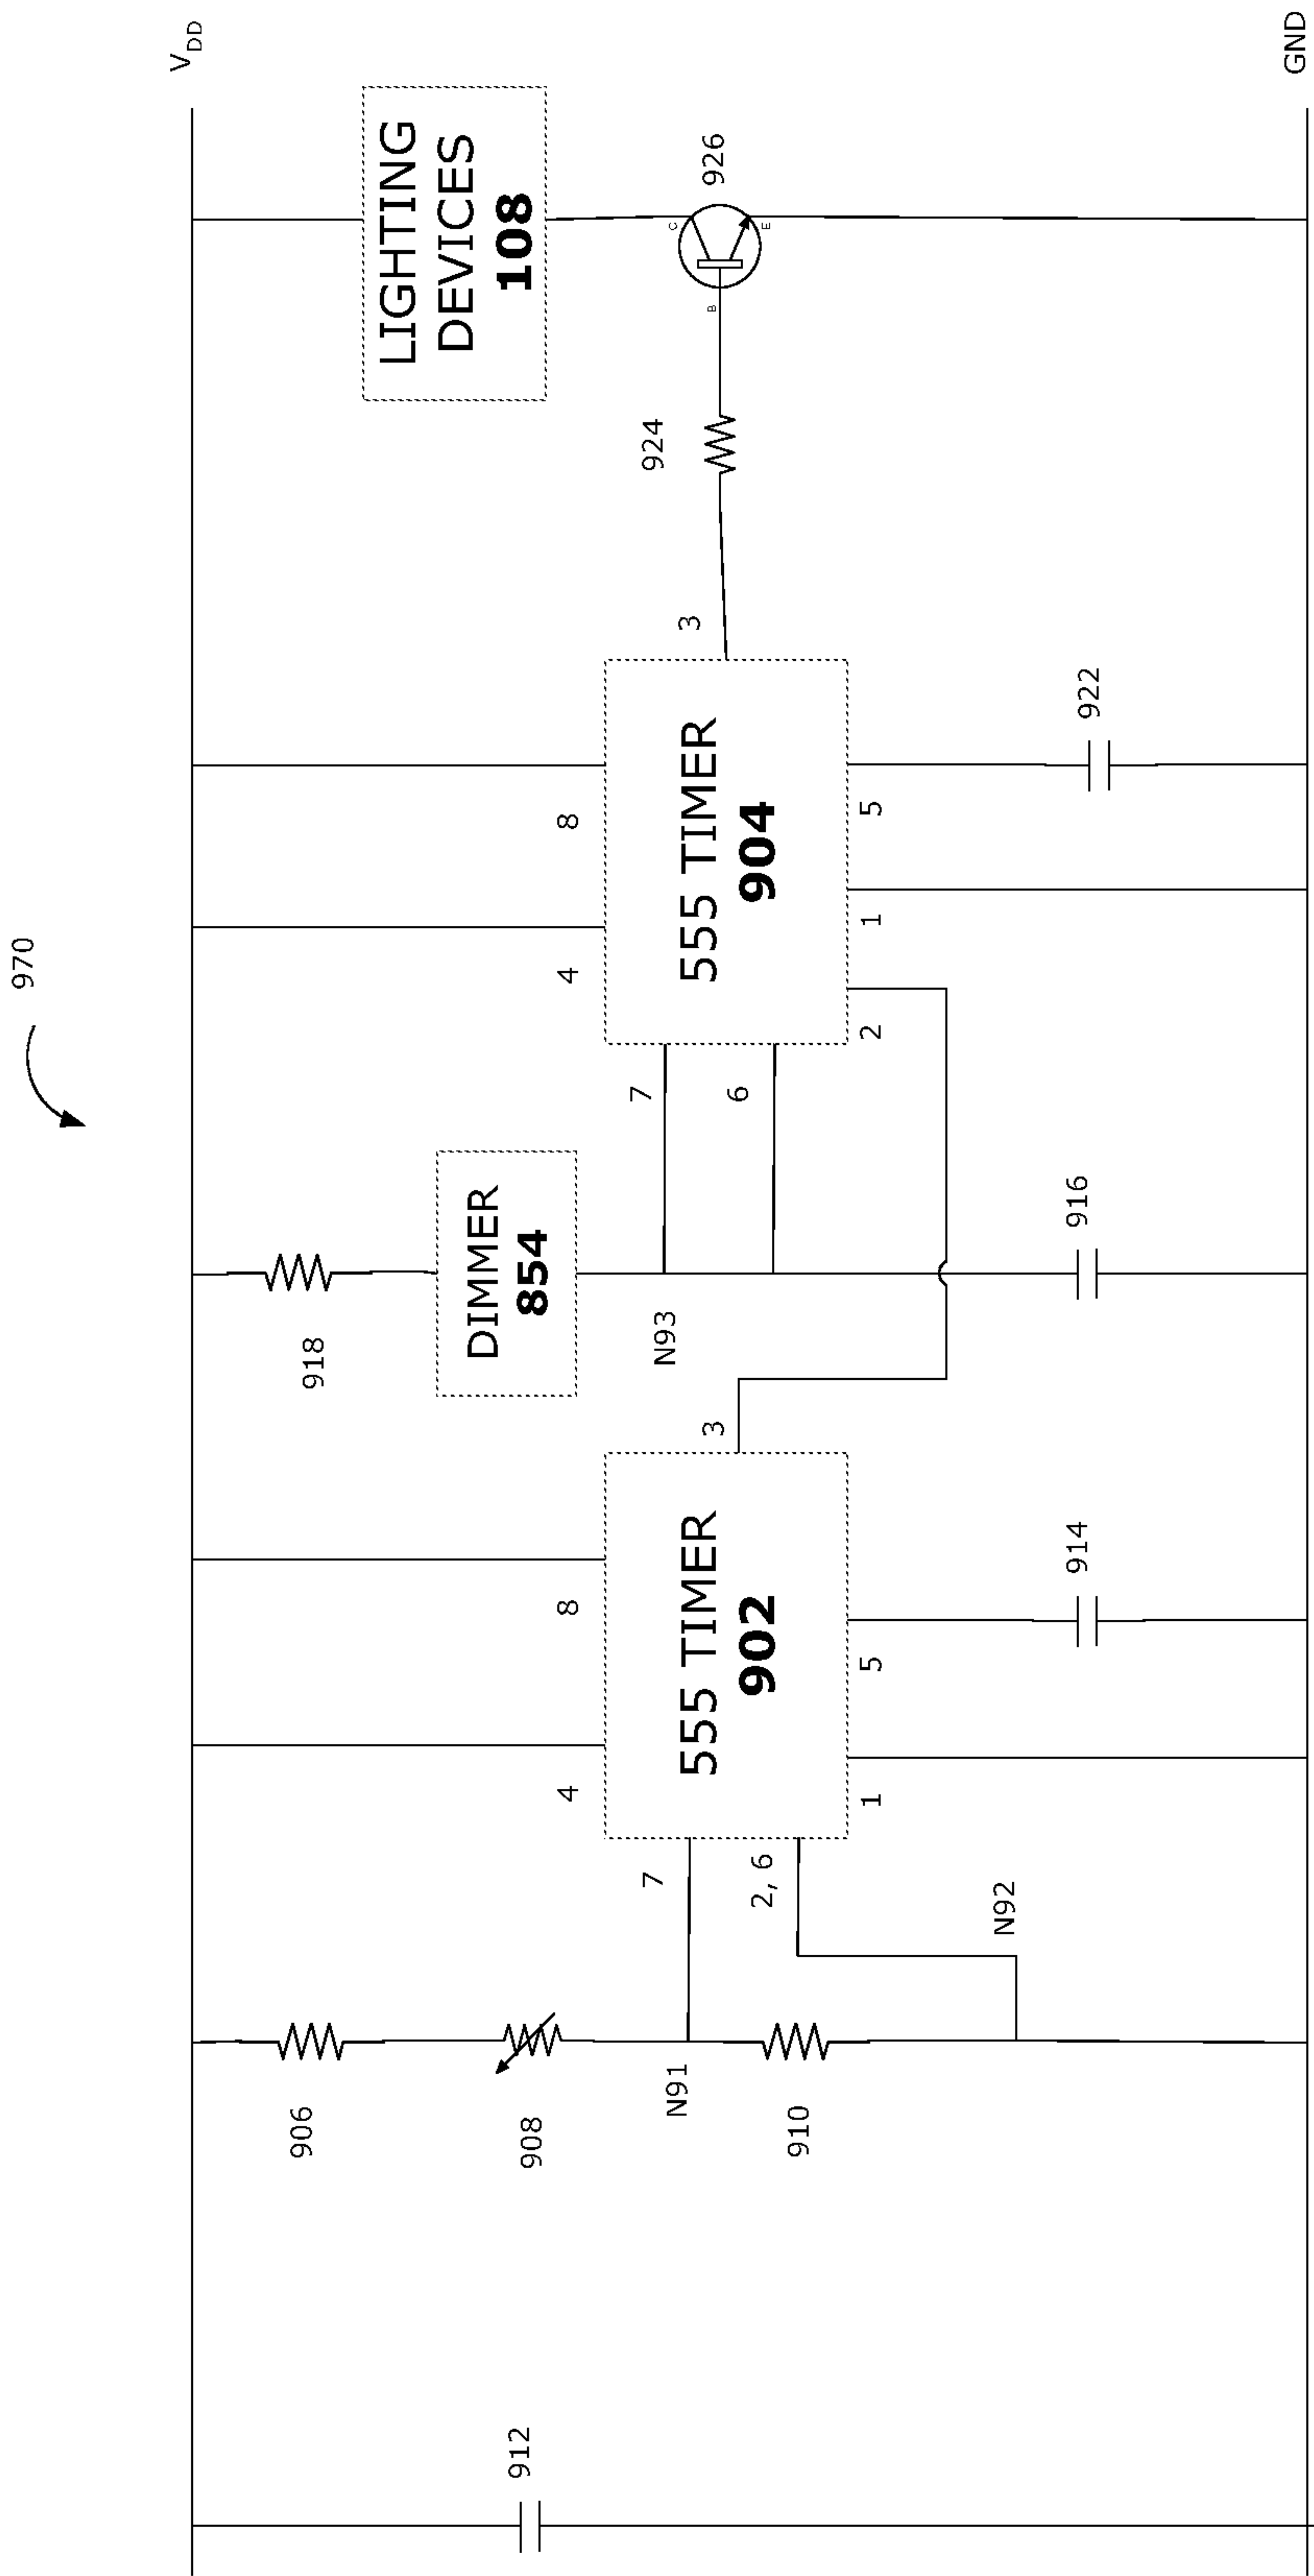 970
V_DD
912
906
908
N91
910
N92
7
2, 6
4
8
555 TIMER
902
1
5
914
3
918
DIMMER
854
N93
916
7
6
4
8
555 TIMER
904
2
1
5
922
3
924
LIGHTING
DEVICES
108
B
C
E
926
GND